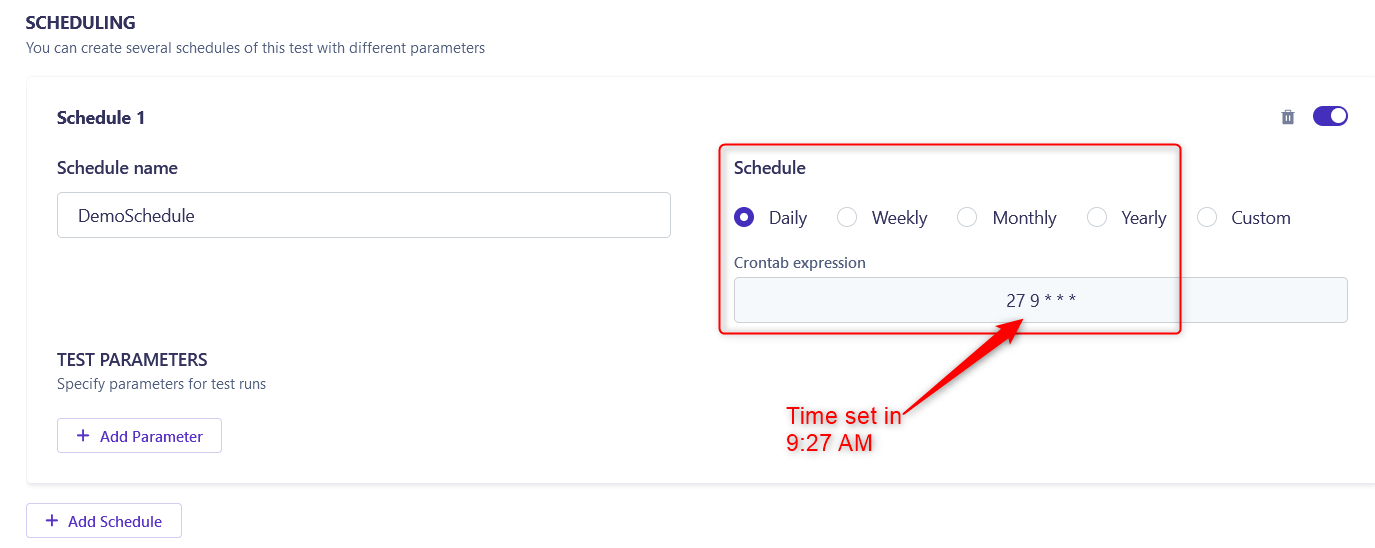 SCHEDULING
You can create several schedules of this test with different parameters
Schedule 1
Schedule name
DemoSchedule
Schedule
Daily Weekly Monthly Yearly Custom
Crontab expression
27 9 * * *
TEST PARAMETERS
Specify parameters for test runs
+ Add Parameter
Time set in
9:27 AM
+ Add Schedule